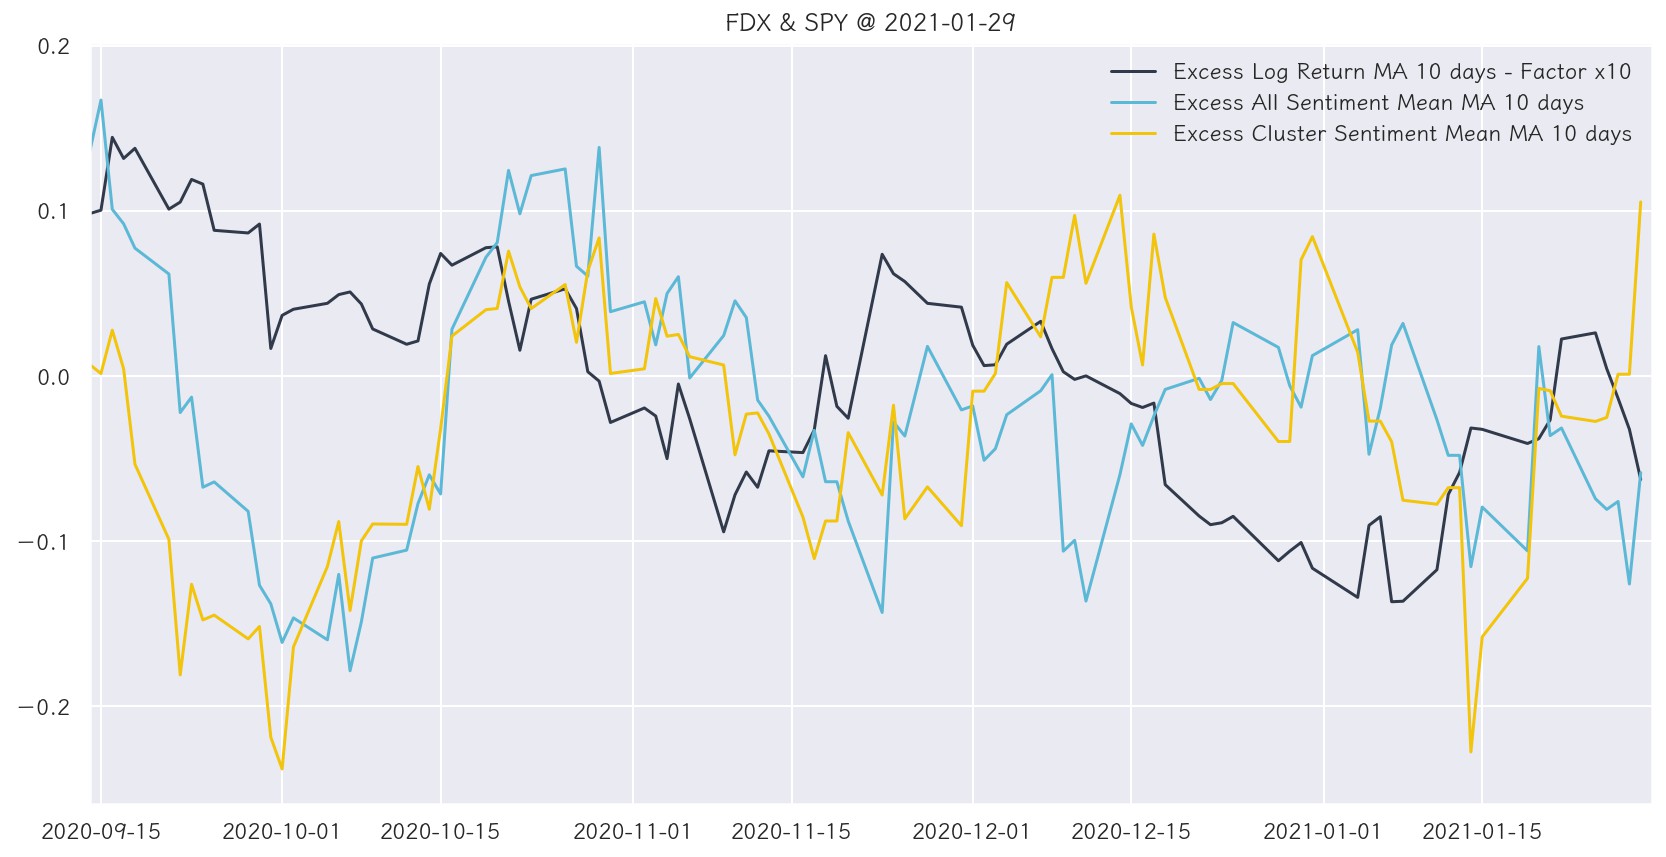 FDX & SPY @ 2021-01-29
Excess Log Return MA 10 days - Factor x10
Excess All Sentiment Mean MA 10 days
Excess Cluster Sentiment Mean MA 10 days
0.2
0.1
0.0
−0.1
−0.2
2020-09-15 2020-10-01 2020-10-15 2020-11-01 2020-11-15 2020-12-01 2020-12-15 2021-01-01 2021-01-15